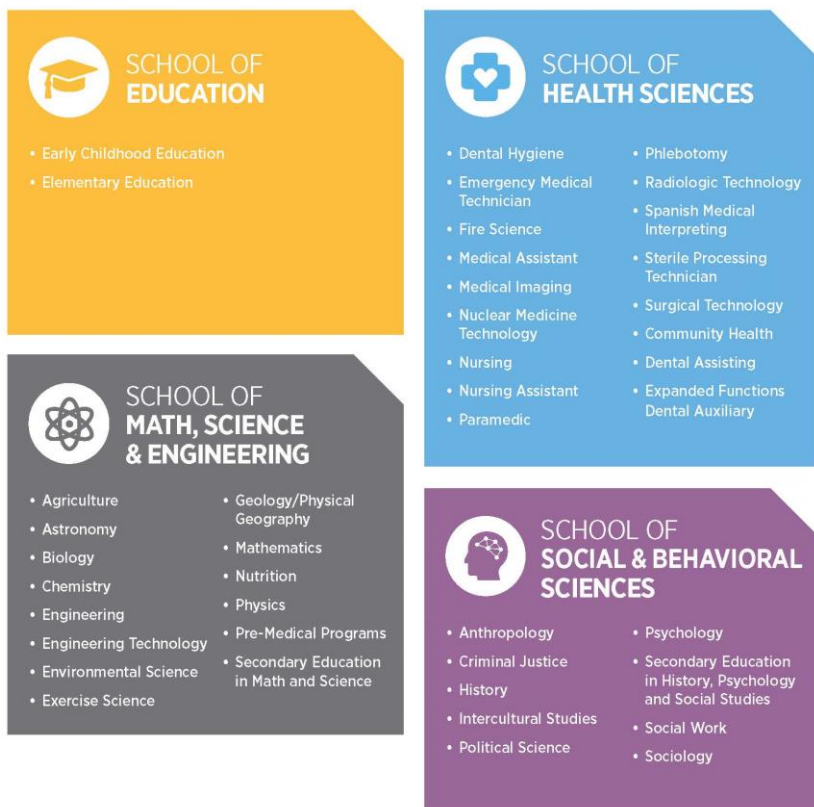 SCHOOL OF
EDUCATION
• Early Childhood Education
• Elementary Education
SCHOOL OF
HEALTH SCIENCES
• Dental Hygiene
• Emergency Medical
Technician
• Fire Science
• Medical Assistant
• Medical Imaging
• Nuclear Medicine
Technology
• Nursing
• Nursing Assistant
• Paramedic
• Phlebotomy
• Radiologic Technology
• Spanish Medical
Interpreting
• Sterile Processing
Technician
• Surgical Technology
• Community Health
• Dental Assisting
• Expanded Functions
Dental Auxiliary
SCHOOL OF
MATH, SCIENCE
& ENGINEERING
• Agriculture
• Astronomy
• Biology
• Chemistry
• Engineering
• Engineering Technology
• Environmental Science
• Exercise Science
• Geology/Physical
Geography
• Mathematics
• Nutrition
• Physics
• Pre-Medical Programs
• Secondary Education
in Math and Science
SCHOOL OF
SOCIAL & BEHAVIORAL
SCIENCES
• Anthropology
• Criminal Justice
• History
• Intercultural Studies
• Political Science
• Psychology
• Secondary Education
in History, Psychology
and Social Studies
• Social Work
• Sociology